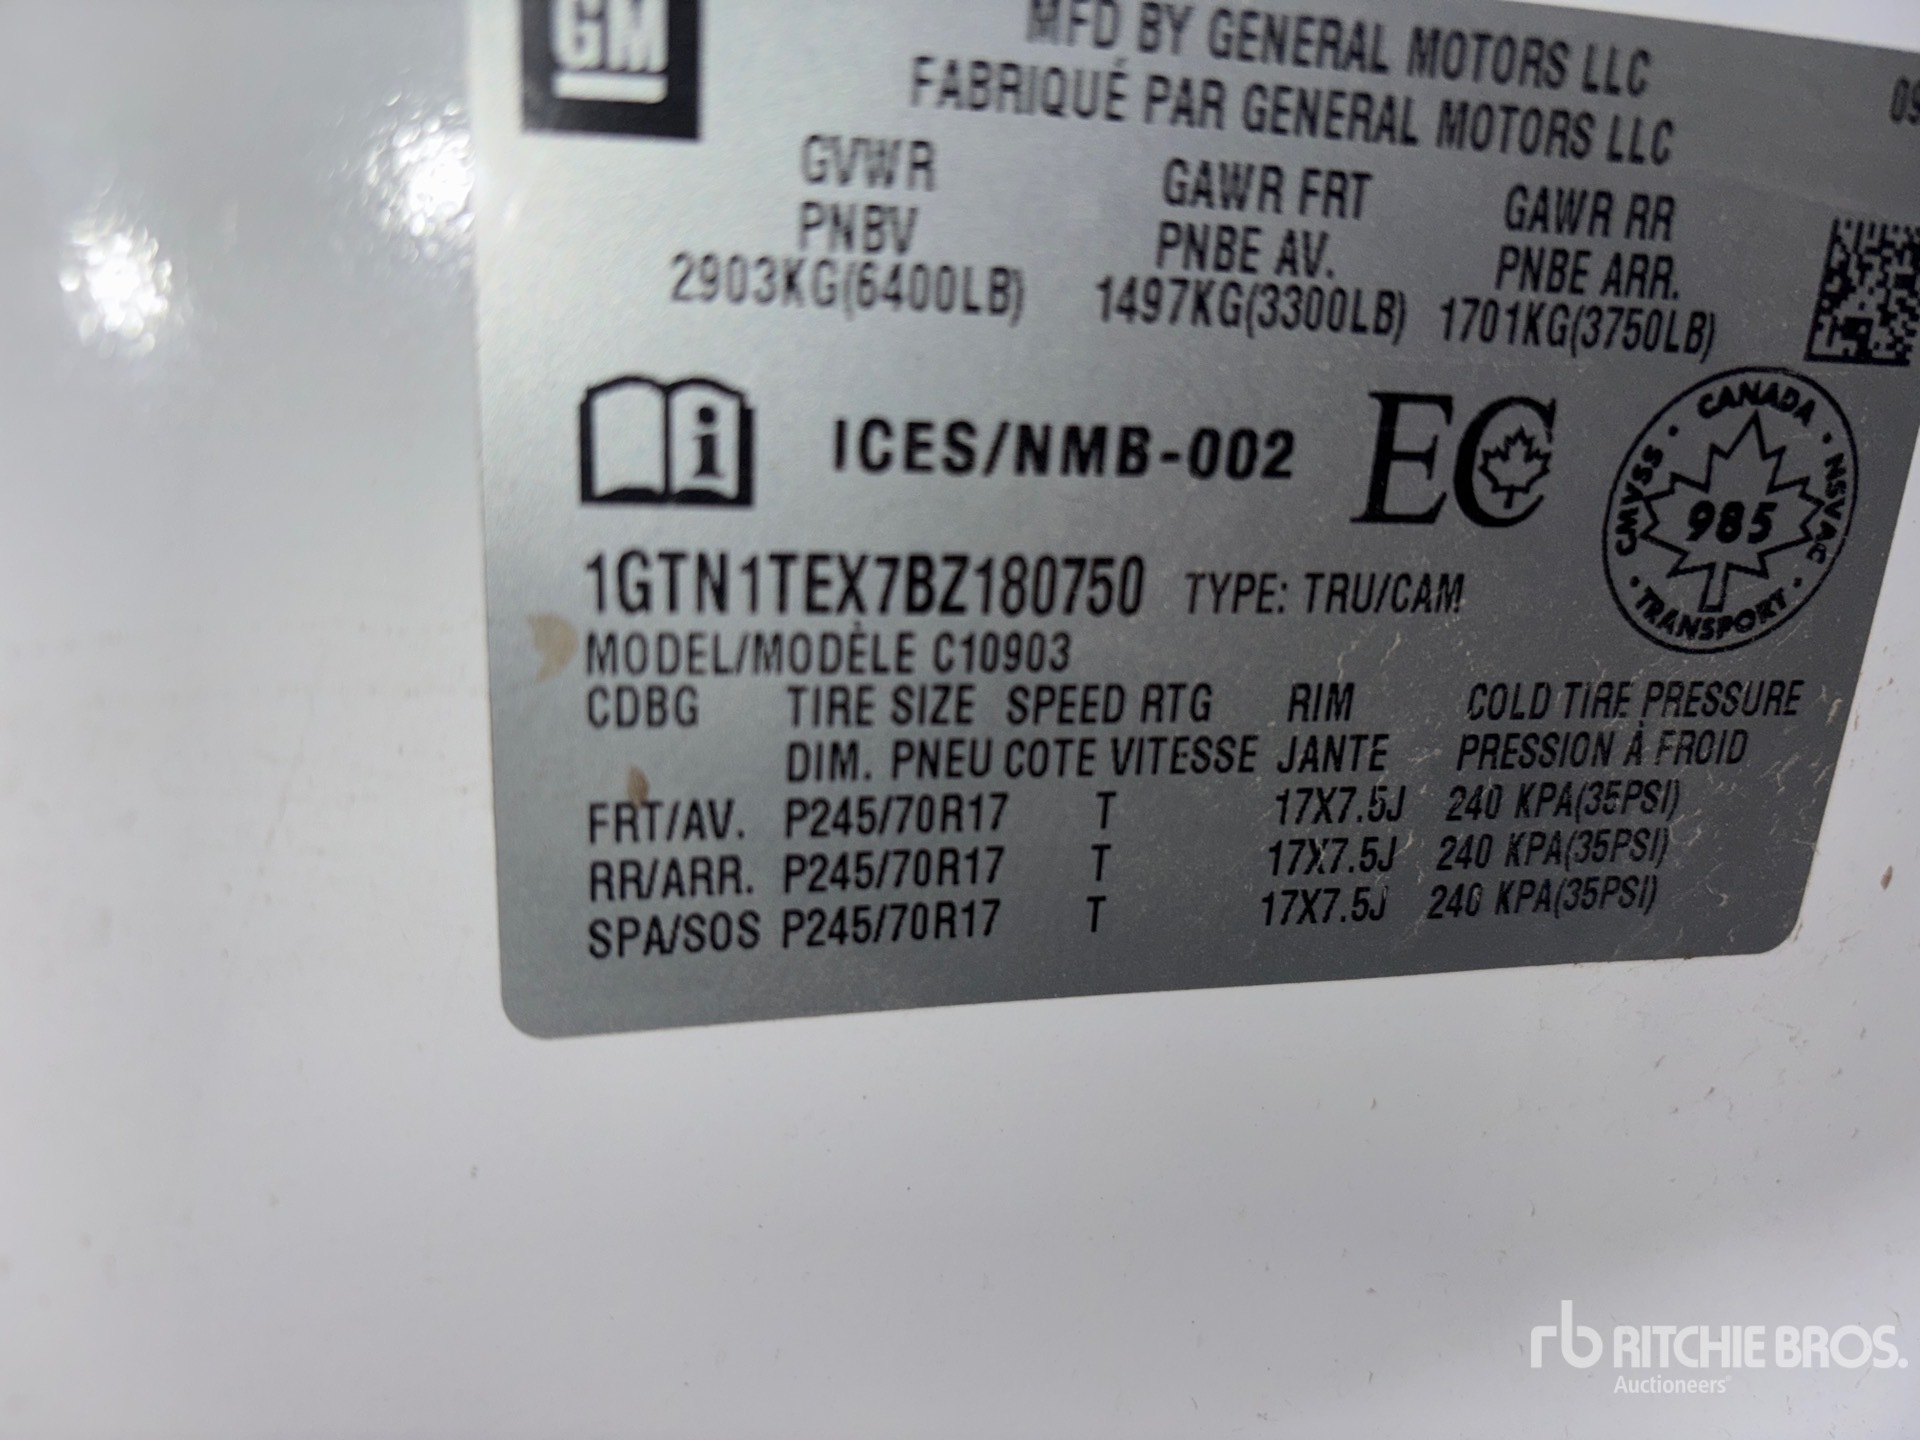 GM
MFD BY GENERAL MOTORS LLC
FABRIQUÉ PAR GENERAL MOTORS LLC
09
GVWR GAWR FRT GAWR RR
PNBV PNBE AV. PNBE ARR.
2903KG(6400LB) 1497KG(3300LB) 1701KG(3750LB)
i ICES/NMB-002 EC
CANADA · NSVAC · TRANSPORT · CMVSS ·
985
1GTN1TEX7BZ180750 TYPE: TRU/CAM
MODEL/MODÈLE C10903
CDBG TIRE SIZE SPEED RTG RIM COLD TIRE PRESSURE
DIM. PNEU COTE VITESSE JANTE PRESSION À FROID
FRT/AV. P245/70R17 T 17X7.5J 240 KPA(35PSI)
RR/ARR. P245/70R17 T 17X7.5J 240 KPA(35PSI)
SPA/SOS P245/70R17 T 17X7.5J 240 KPA(35PSI)
rb RITCHIE BROS.
Auctioneers